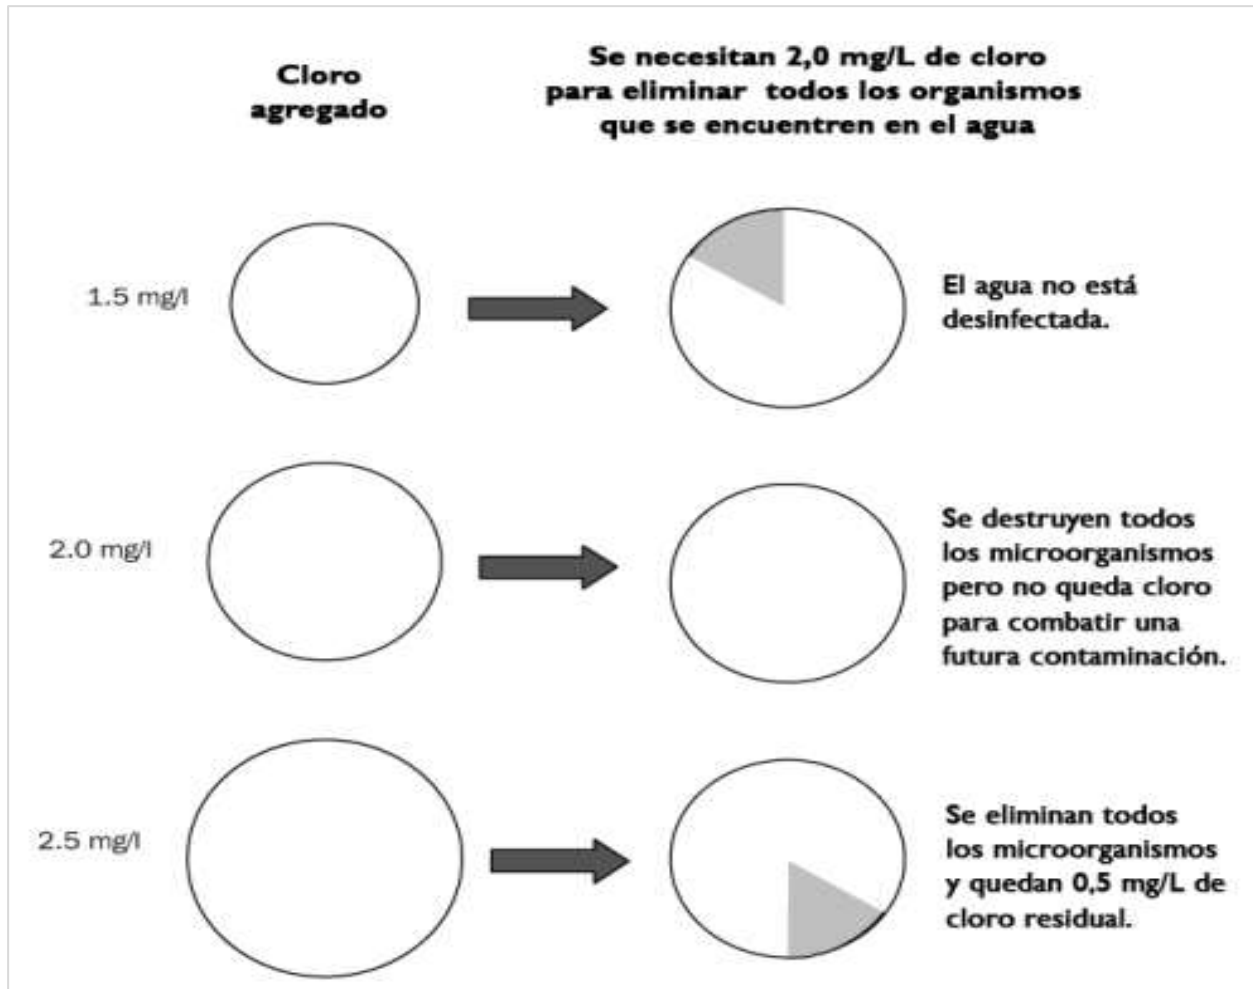 Cloro
agregado
Se necesitan 2,0 mg/L de cloro
para eliminar todos los organismos
que se encuentren en el agua
1.5 mg/l
El agua no está
desinfectada.
2.0 mg/l
Se destruyen todos
los microorganismos
pero no queda cloro
para combatir una
futura contaminación.
2.5 mg/l
Se eliminan todos
los microorganismos
y quedan 0,5 mg/L de
cloro residual.